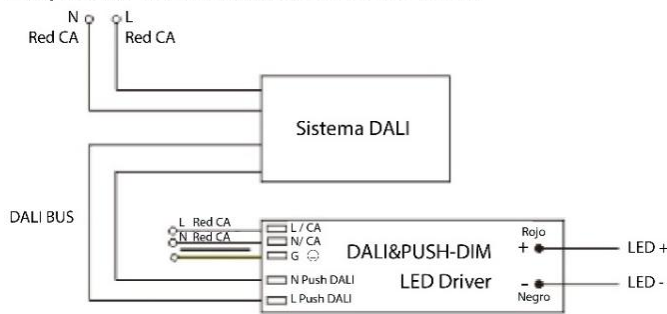 N L
Red CA Red CA
Sistema DALI
DALI BUS
L Red CA
N Red CA
L / CA
N/ CA
G
N Push DALI
L Push DALI
DALI&PUSH-DIM
LED Driver
Rojo
+
-
Negro
LED +
LED -